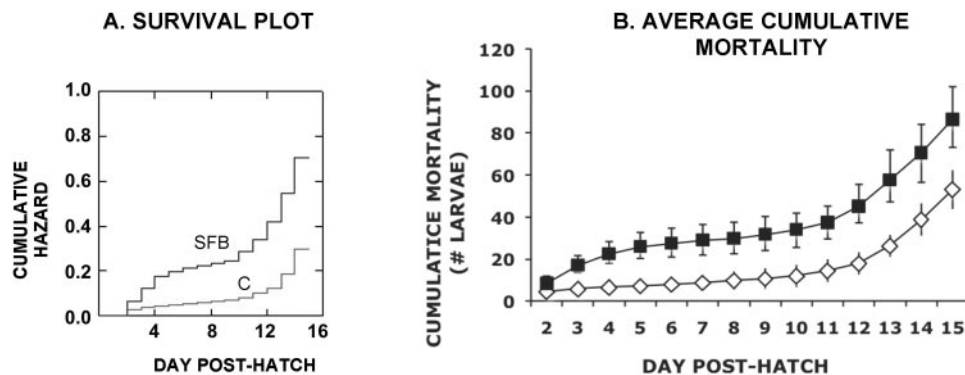 A. SURVIVAL PLOT
CUMULATIVE
HAZARD
1.0
0.8
0.6
0.4
0.2
0.0
SFB
C
4 8 12 16
DAY POST-HATCH
B. AVERAGE CUMULATIVE
MORTALITY
CUMULATICE MORTALITY
(# LARVAE)
120
100
80
60
40
20
0
2 3 4 5 6 7 8 9 10 11 12 13 14 15
DAY POST-HATCH